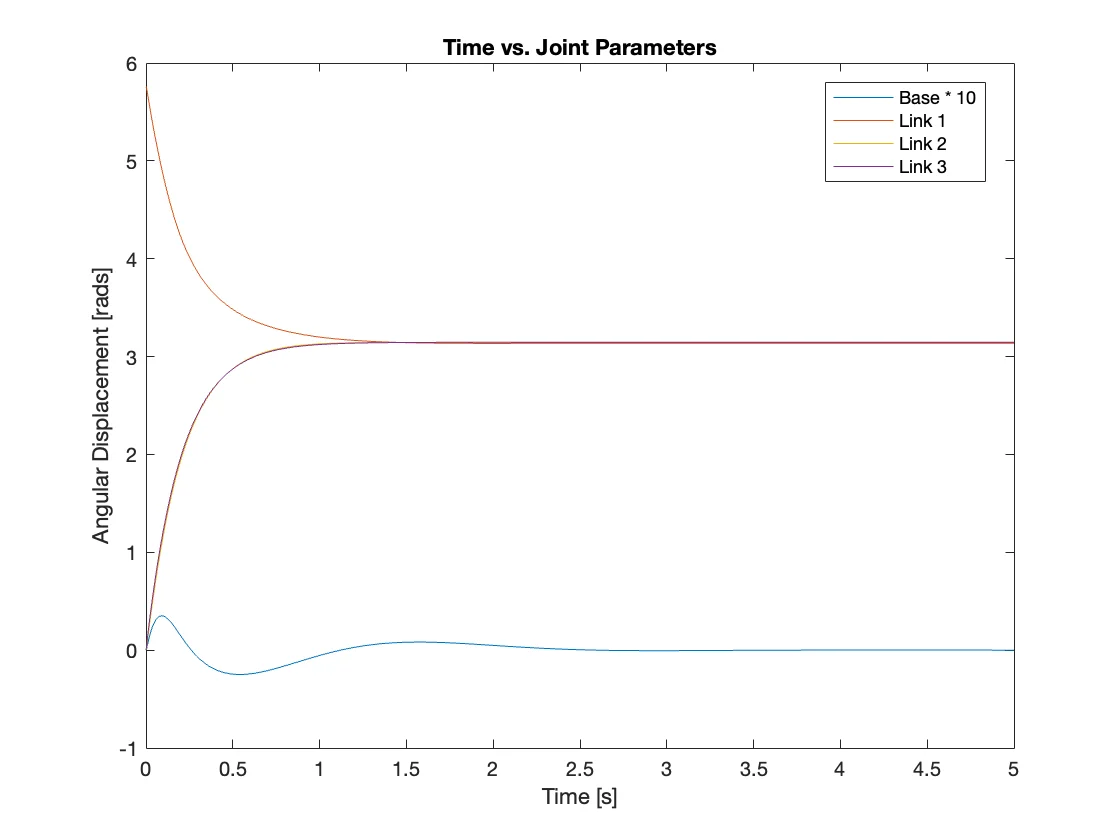 Time vs. Joint Parameters
Base * 10
Link 1
Link 2
Link 3
6
5
4
3
2
1
0
-1
Angular Displacement [rads]
0 0.5 1 1.5 2 2.5 3 3.5 4 4.5 5
Time [s]